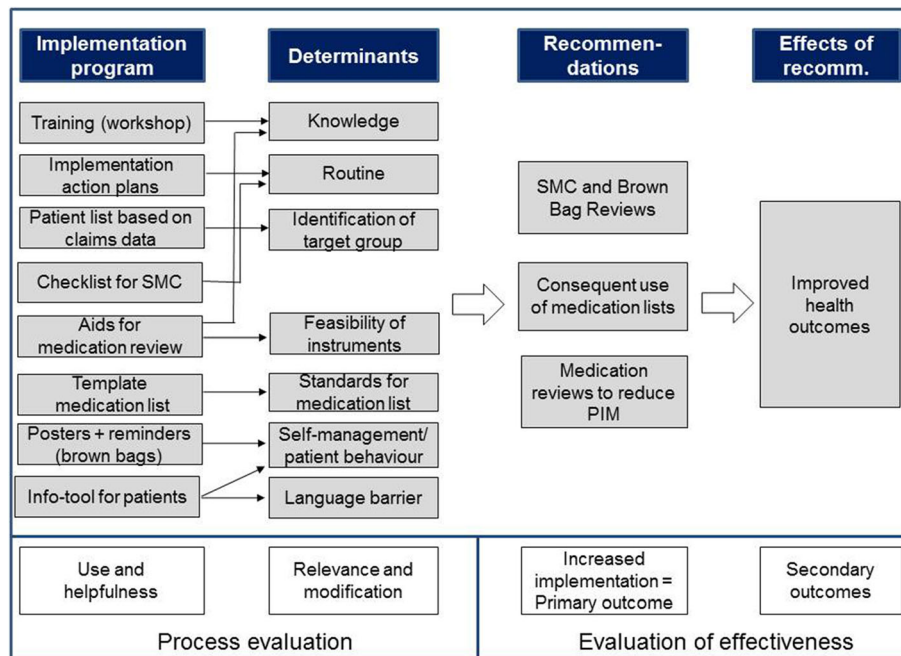 Implementation
program
Determinants
Recommen-
dations
Effects of
recomm.
Training (workshop)
Implementation
action plans
Patient list based on
claims data
Checklist for SMC
Aids for
medication review
Template
medication list
Posters + reminders
(brown bags)
Info-tool for patients
Knowledge
Routine
Identification of
target group
Feasibility of
instruments
Standards for
medication list
Self-management/
patient behaviour
Language barrier
SMC and Brown
Bag Reviews
Consequent use
of medication lists
Medication
reviews to reduce
PIM
Improved
health
outcomes
Use and
helpfulness
Relevance and
modification
Increased
implementation =
Primary outcome
Secondary
outcomes
Process evaluation
Evaluation of effectiveness